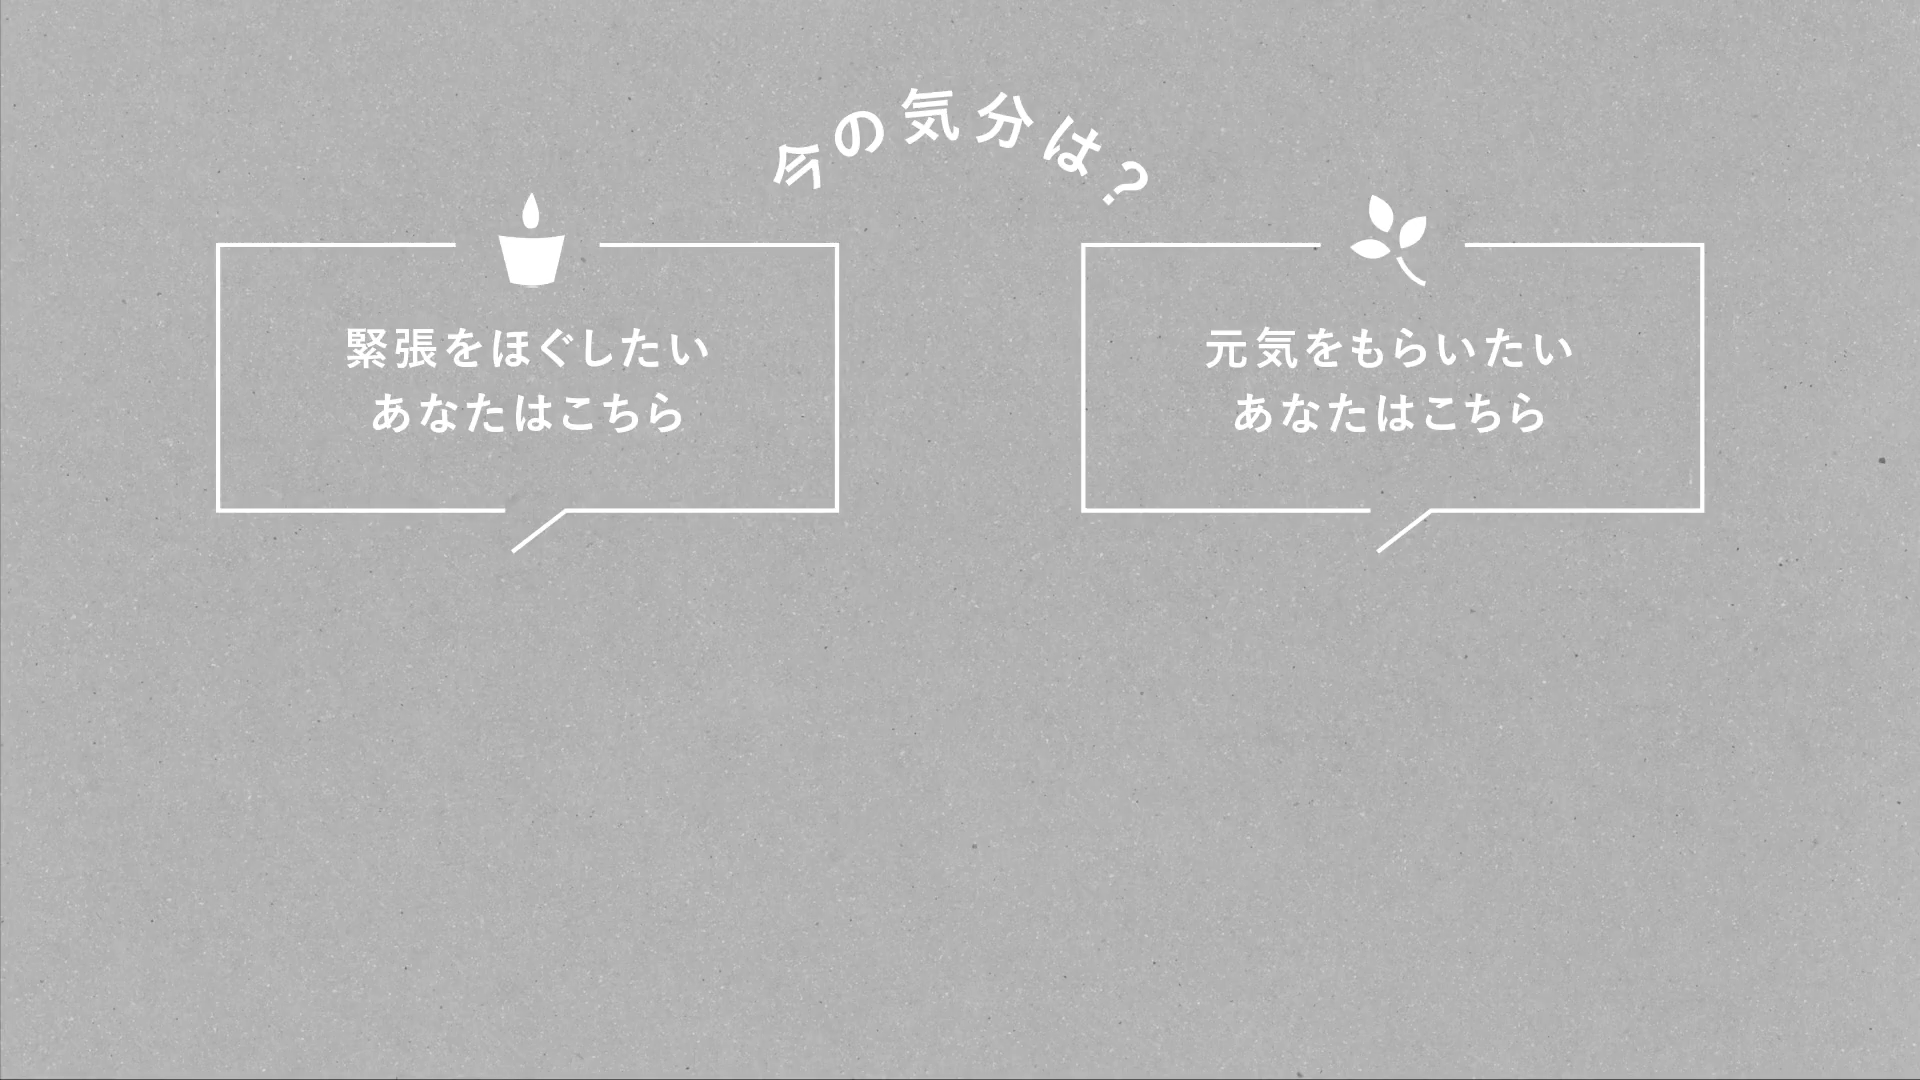 今の気分は?
緊張をほぐしたい
あなたはこちら
元気をもらいたい
あなたはこちら